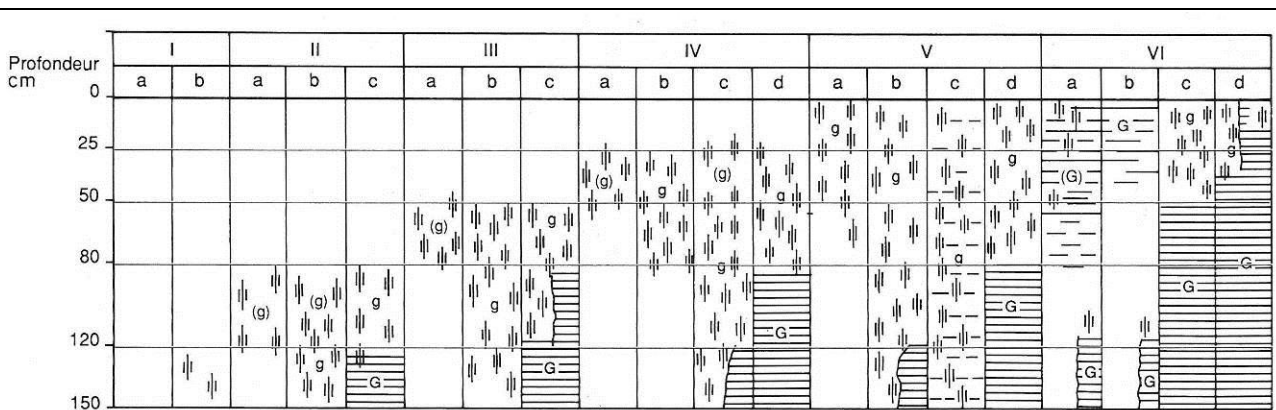 I II III IV V VI
Profondeur
cm
a b a b c a b c a b c d a b c d a b c d
0
g g g g
G
25
(g) g (g) g g g (G)
50
(g) g g
80
g g G G
(g) (g) g g G G
G
120
g G G G G
150